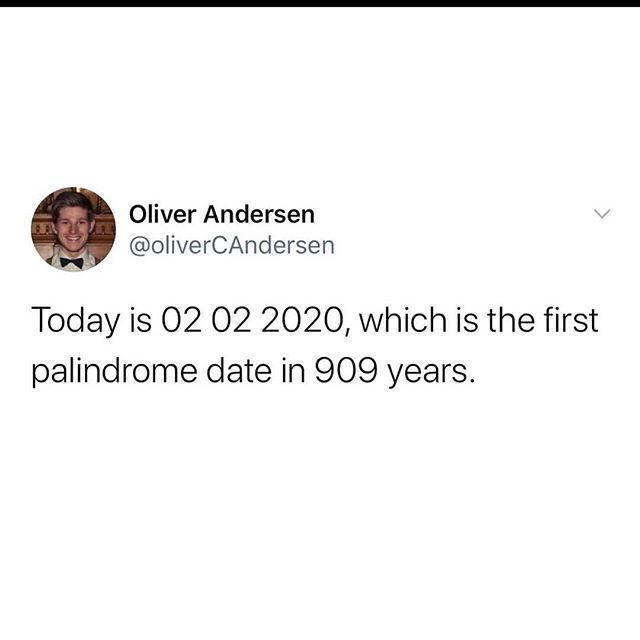 Oliver Andersen
@oliverCAndersen
Today is 02 02 2020, which is the first
palindrome date in 909 years.